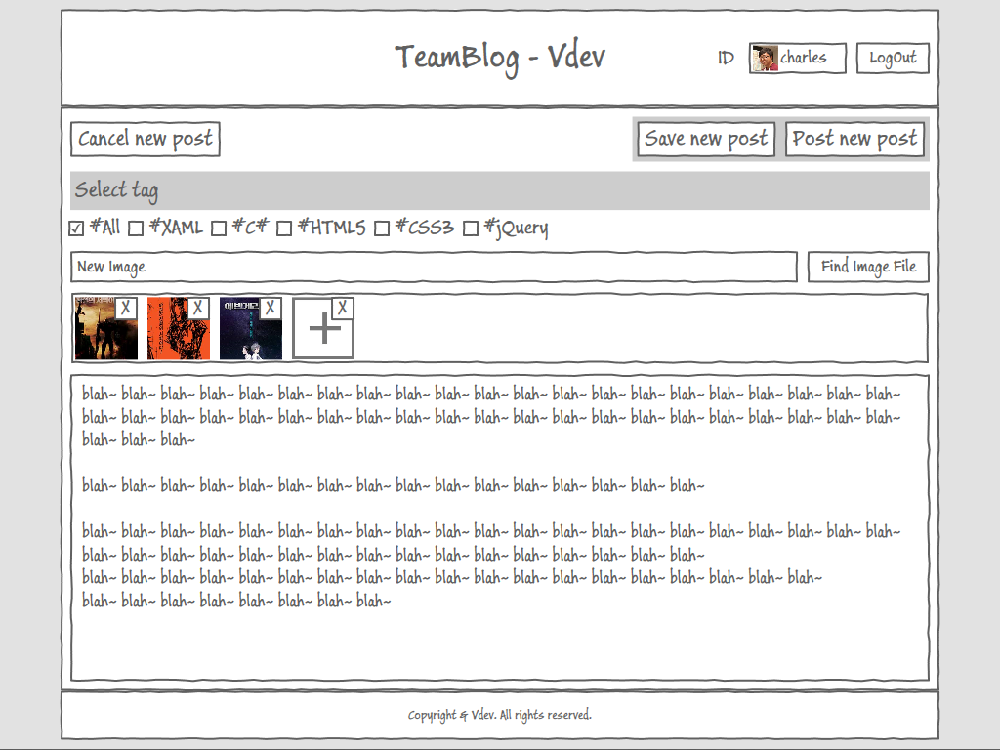 TeamBlog - Vdev
ID charles LogOut
Cancel new post Save new post Post new post
Select tag
#All #XAML #C# #HTML5 #CSS3 #jQuery
New Image Find Image File
X X X X
blah~ blah~ blah~ blah~ blah~ blah~ blah~ blah~ blah~ blah~ blah~ blah~ blah~ blah~ blah~ blah~ blah~ blah~ blah~ blah~ blah~
blah~ blah~ blah~ blah~ blah~ blah~ blah~ blah~ blah~ blah~ blah~ blah~ blah~ blah~ blah~ blah~ blah~ blah~ blah~ blah~ blah~
blah~ blah~ blah~
blah~ blah~ blah~ blah~ blah~ blah~ blah~ blah~ blah~ blah~ blah~ blah~ blah~ blah~ blah~ blah~
blah~ blah~ blah~ blah~ blah~ blah~ blah~ blah~ blah~ blah~ blah~ blah~ blah~ blah~ blah~ blah~ blah~ blah~ blah~ blah~ blah~
blah~ blah~ blah~ blah~ blah~ blah~ blah~ blah~ blah~ blah~ blah~ blah~ blah~ blah~ blah~ blah~
blah~ blah~ blah~ blah~ blah~ blah~ blah~ blah~ blah~ blah~ blah~ blah~ blah~ blah~ blah~ blah~ blah~ blah~ blah~
blah~ blah~ blah~ blah~ blah~ blah~ blah~ blah~
Copyright & Vdev. All rights reserved.